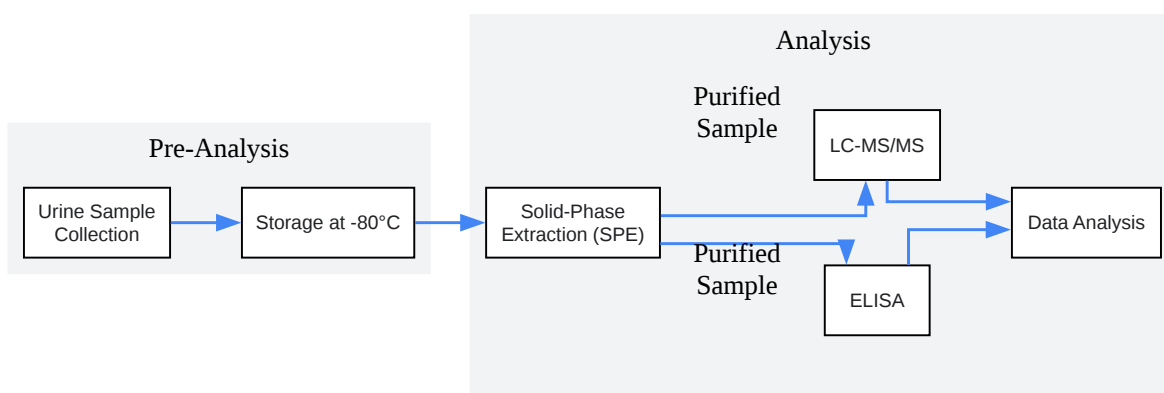 Pre-Analysis
Urine Sample
Collection
Storage at -80°C
Analysis
Solid-Phase
Extraction (SPE)
Purified
Sample
LC-MS/MS
Purified
Sample
ELISA
Data Analysis